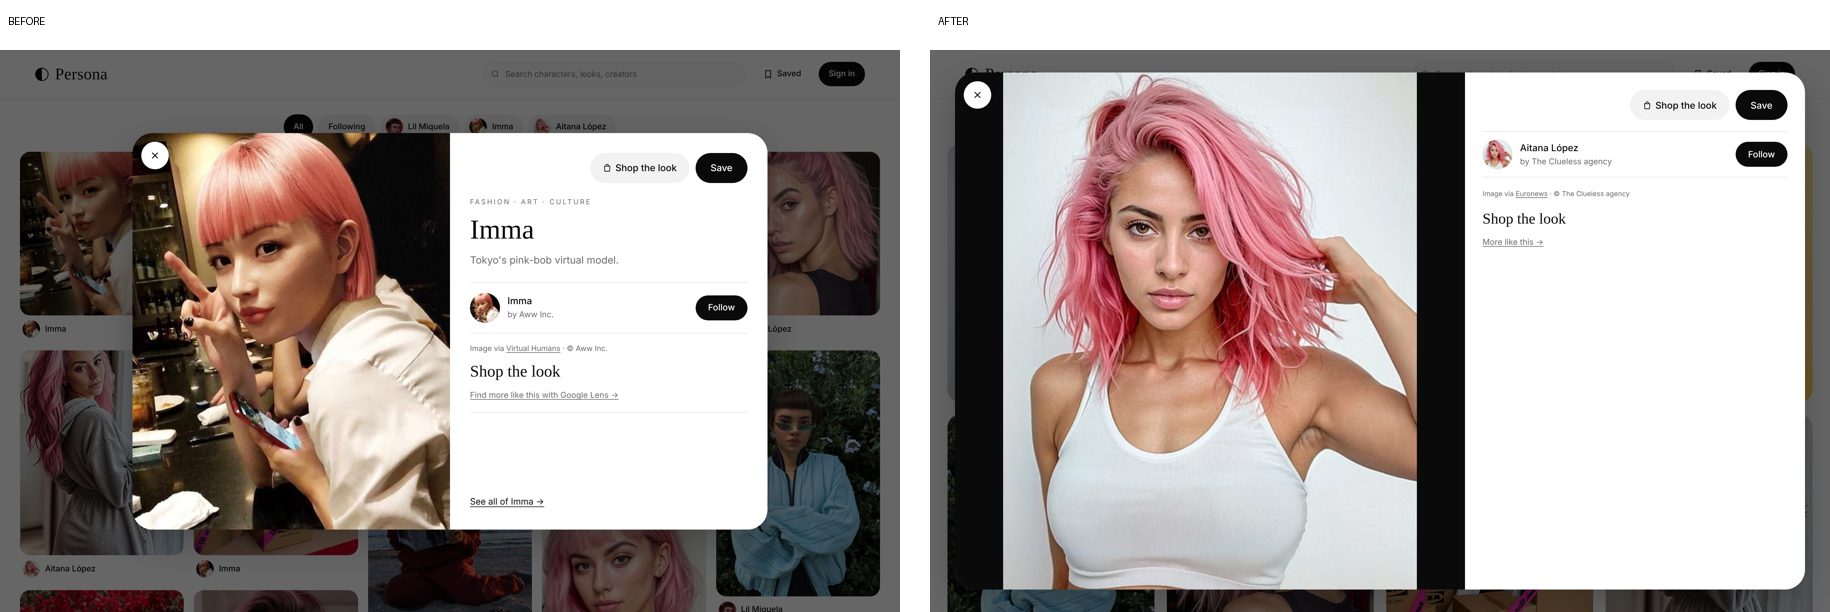 BEFORE
Persona
Search characters, looks, creators
Saved
Sign in
All
Following
Lil Miquela
Imma
Aitana López
Shop the look
Save
FASHION · ART · CULTURE
Imma
Tokyo's pink-bob virtual model.
Imma
by Aww Inc.
Follow
Image via Virtual Humans · © Aww Inc.
Shop the look
Find more like this with Google Lens →
See all of Imma →
Imma
López
Aitana López
Imma
Lil Miquela
AFTER
Shop the look
Save
Aitana López
by The Clueless agency
Follow
Image via Euronews · © The Clueless agency
Shop the look
More like this →